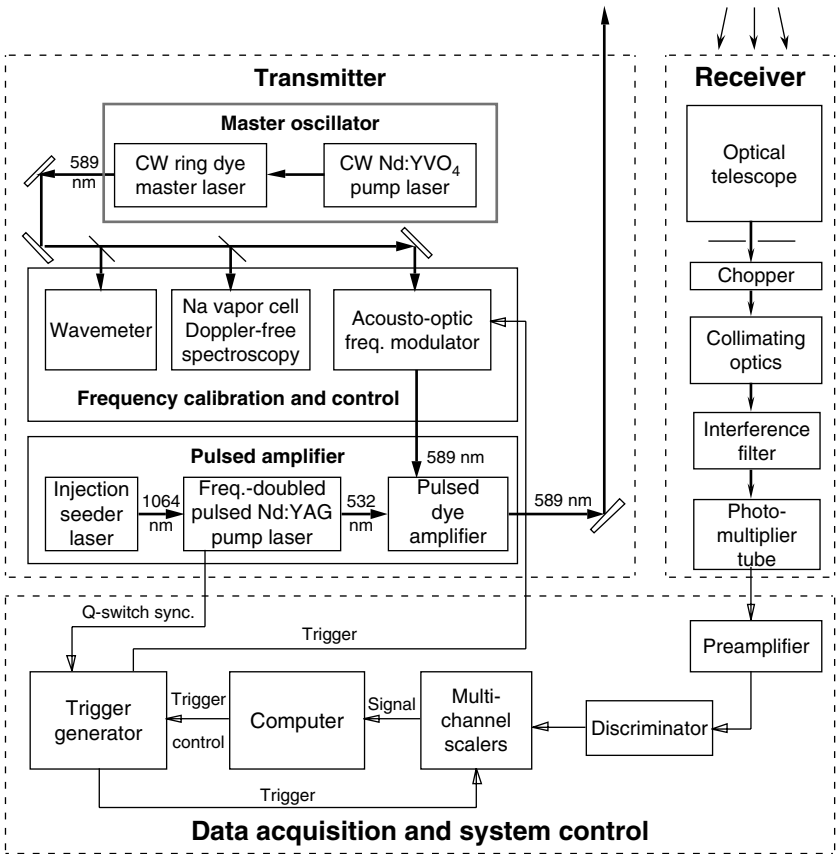 Transmitter
Receiver
Master oscillator
CW ring dye
master laser
CW Nd:YVO4
pump laser
589
nm
Optical
telescope
Chopper
Wavemeter
Na vapor cell
Doppler-free
spectroscopy
Acousto-optic
freq. modulator
Collimating
optics
Frequency calibration and control
Interference
filter
Pulsed amplifier
589 nm
Injection
seeder
laser
1064
nm
Freq.-doubled
pulsed Nd:YAG
pump laser
532
nm
Pulsed
dye
amplifier
589 nm
Photo-
multiplier
tube
Q-switch sync.
Trigger
Preamplifier
Trigger
generator
Trigger
control
Computer
Signal
Multi-
channel
scalers
Discriminator
Trigger
Data acquisition and system control